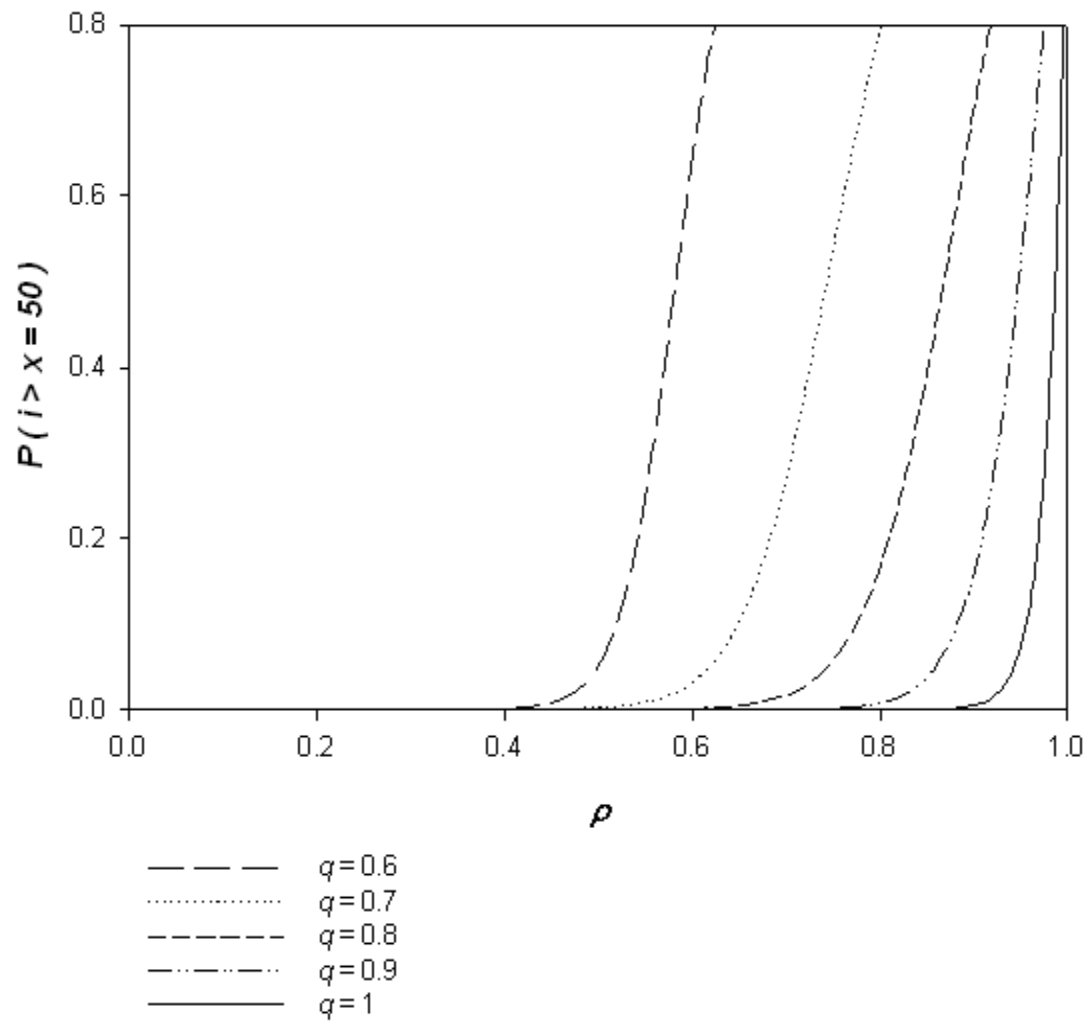 0.8
0.6
0.4
0.2
0.0
P ( i > x = 50 )
0.0 0.2 0.4 0.6 0.8 1.0
ρ
q = 0.6
q = 0.7
q = 0.8
q = 0.9
q = 1